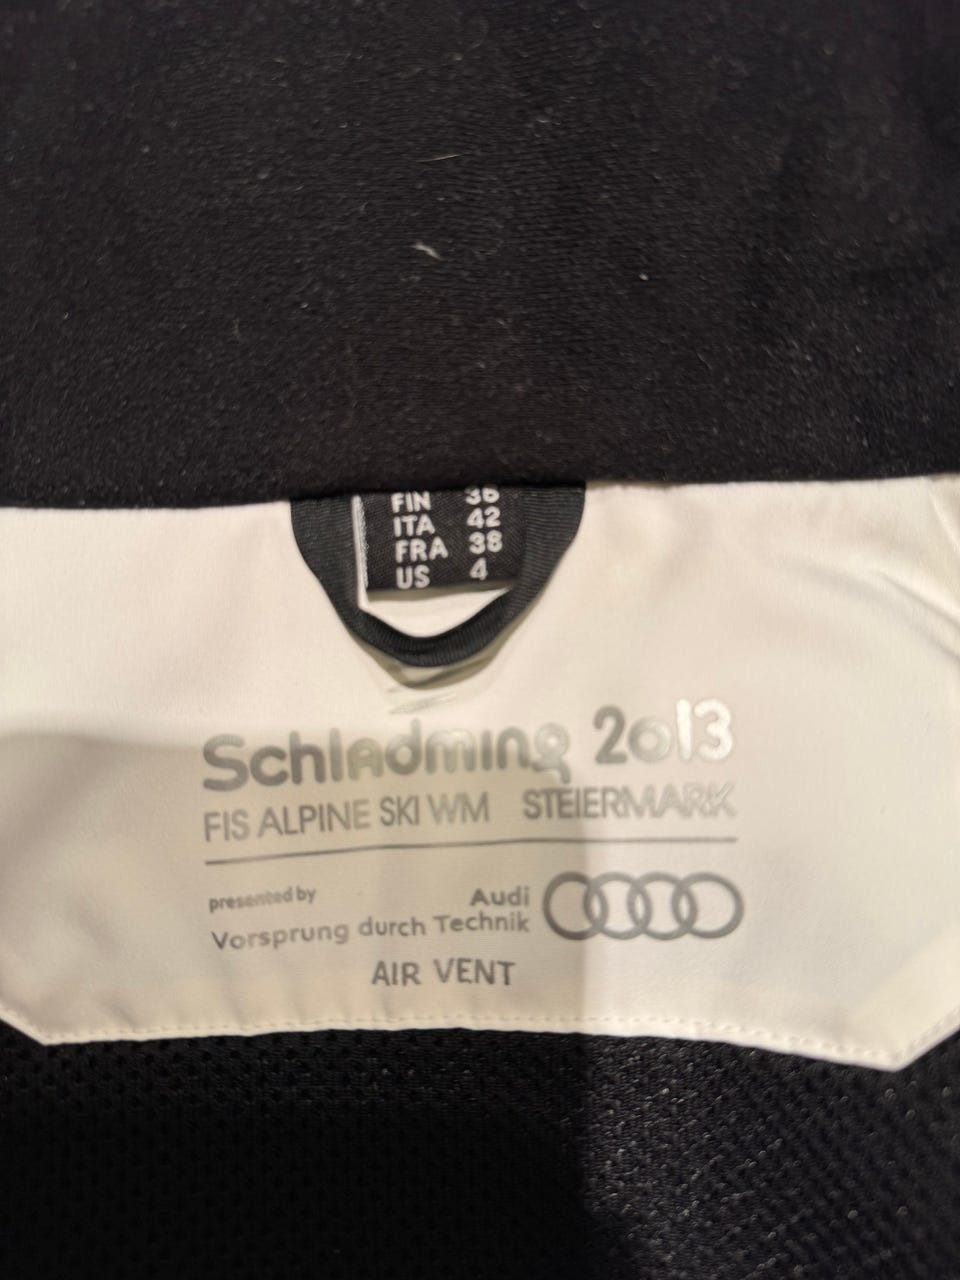 FIN 36
ITA 42
FRA 38
US 4
Schladming 2013
FIS ALPINE SKI WM STEIERMARK
presented by Audi
Vorsprung durch Technik
AIR VENT